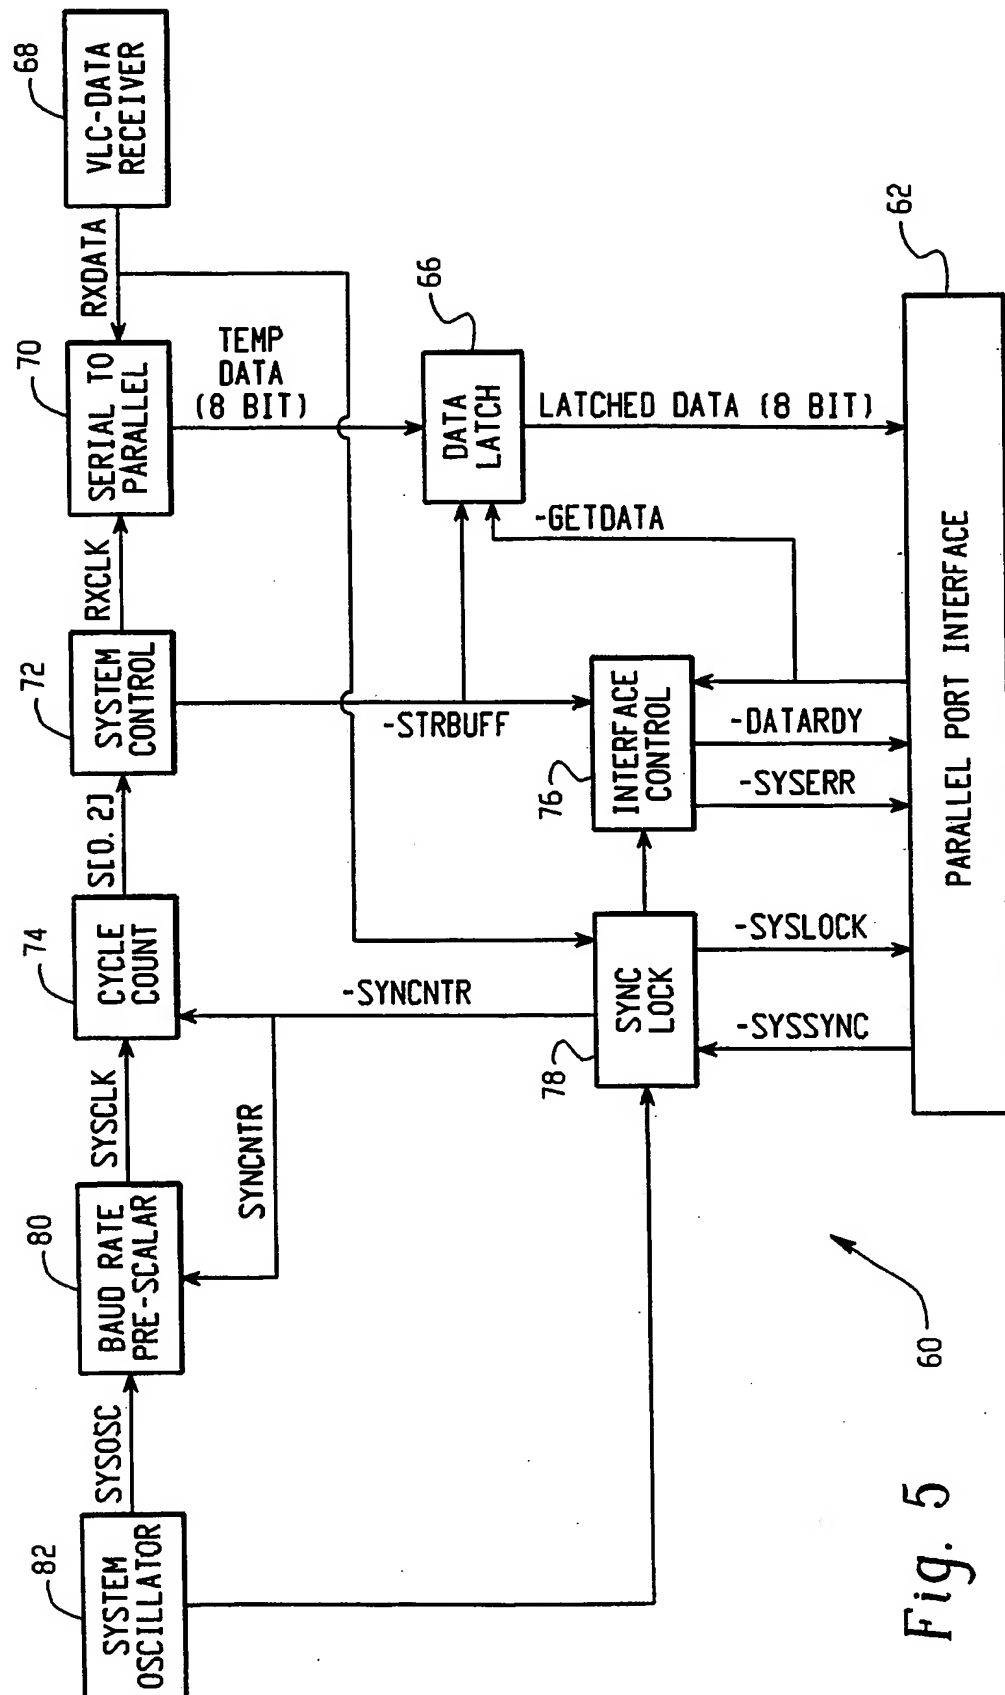 82
SYSTEM
OSCILLATOR
SYSOSC
80
BAUD RATE
PRE-SCALAR
SYSCLK
74
CYCLE
COUNT
S[0. 2]
72
SYSTEM
CONTROL
RXCLK
70
SERIAL TO
PARALLEL
RXDATA
68
VLC-DATA
RECEIVER
SYNCNTR
-SYNCNTR
-STRBUFF
TEMP
DATA
(8 BIT)
66
DATA
LATCH
78
SYNC
LOCK
76
INTERFACE
CONTROL
-GETDATA
LATCHED DATA (8 BIT)
-SYSSYNC
-SYSLOCK
-SYSERR
-DATARDY
62
PARALLEL PORT INTERFACE
60
Fig. 5